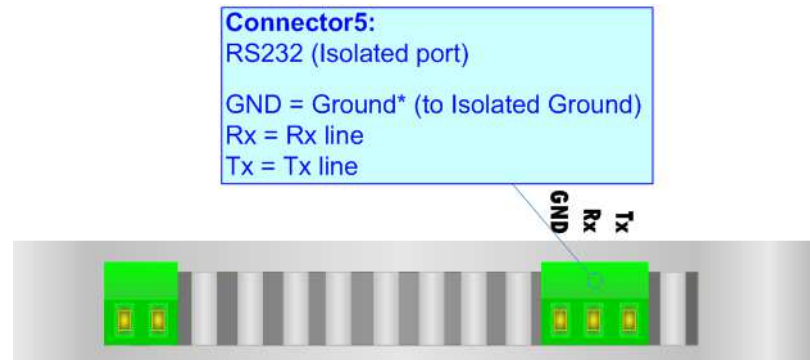 Connector5:
RS232 (Isolated port)
GND = Ground* (to Isolated Ground)
Rx = Rx line
Tx = Tx line
GND
Rx
Tx